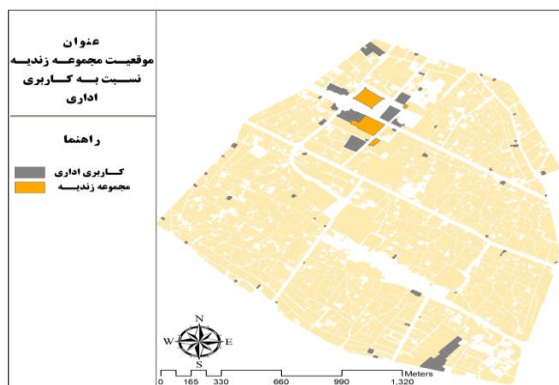 عنوان
موقعیت مجموعه زندیه
نسبت به کاربری
اداری
راهنما
کاربری اداری
مجموعه زندیه
N
W E
S
Meters
0 165 330 660 990 1,320